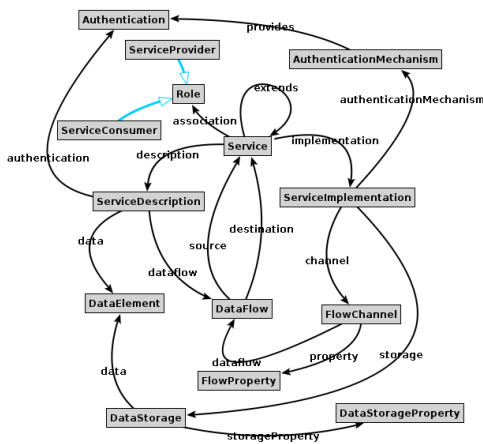 Authentication
provides
ServiceProvider
AuthenticationMechanism
Role
extends
authenticationMechanism
association
ServiceConsumer
Service
implementation
description
authentication
ServiceDescription
ServiceImplementation
destination
data
source
channel
dataflow
DataElement
DataFlow
FlowChannel
property
storage
dataflow
data
FlowProperty
DataStorage
DataStorageProperty
storageProperty